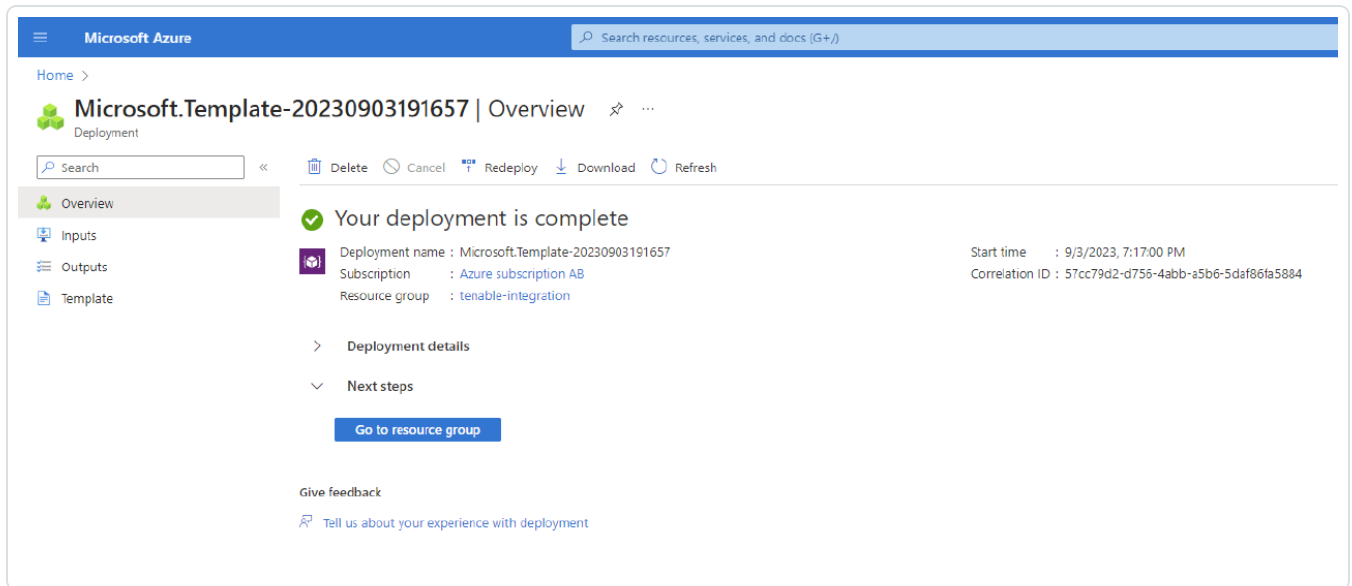 Microsoft Azure
Search resources, services, and docs (G+/)
Home >
Microsoft.Template-20230903191657 | Overview ...
Deployment
Search «
Delete Cancel Redeploy Download Refresh
Overview
Inputs
Outputs
Template
Your deployment is complete
Deployment name : Microsoft.Template-20230903191657
Subscription : Azure subscription AB
Resource group : tenable-integration
Start time : 9/3/2023, 7:17:00 PM
Correlation ID : 57cc79d2-d756-4abb-a5b6-5daf86fa5884
Deployment details
Next steps
Go to resource group
Give feedback
Tell us about your experience with deployment